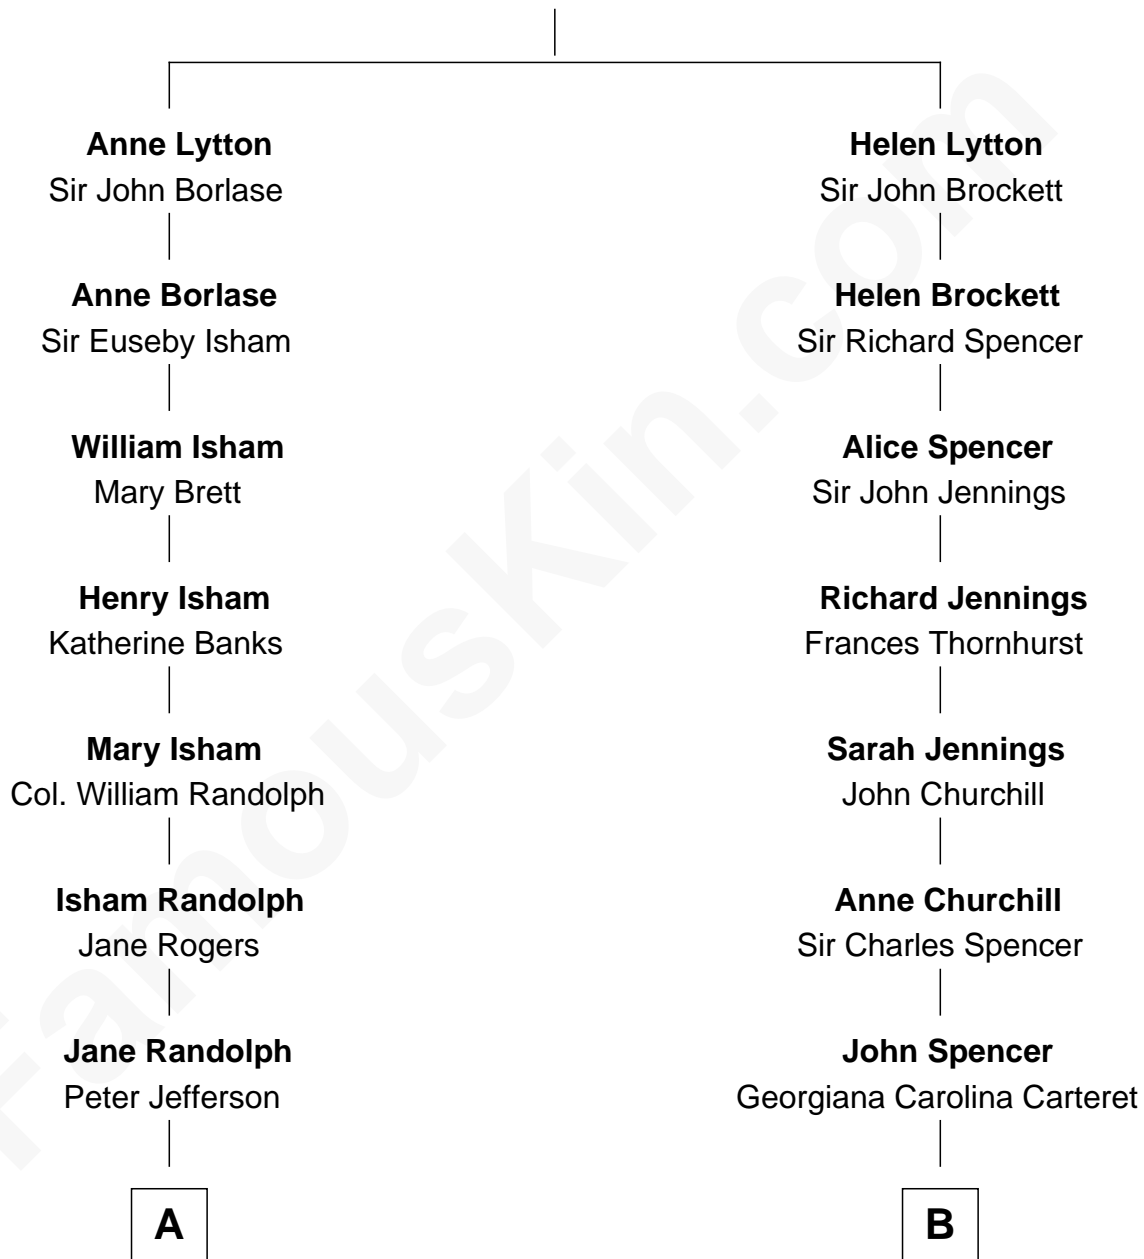 Anne Lytton
Sir John Borlase
Anne Borlase
Sir Euseby Isham
William Isham
Mary Brett
Henry Isham
Katherine Banks
Mary Isham
Col. William Randolph
Isham Randolph
Jane Rogers
Jane Randolph
Peter Jefferson
A
Helen Lytton
Sir John Brockett
Helen Brockett
Sir Richard Spencer
Alice Spencer
Sir John Jennings
Richard Jennings
Frances Thornhurst
Sarah Jennings
John Churchill
Anne Churchill
Sir Charles Spencer
John Spencer
Georgiana Carolina Carteret
B
FamousKin.com